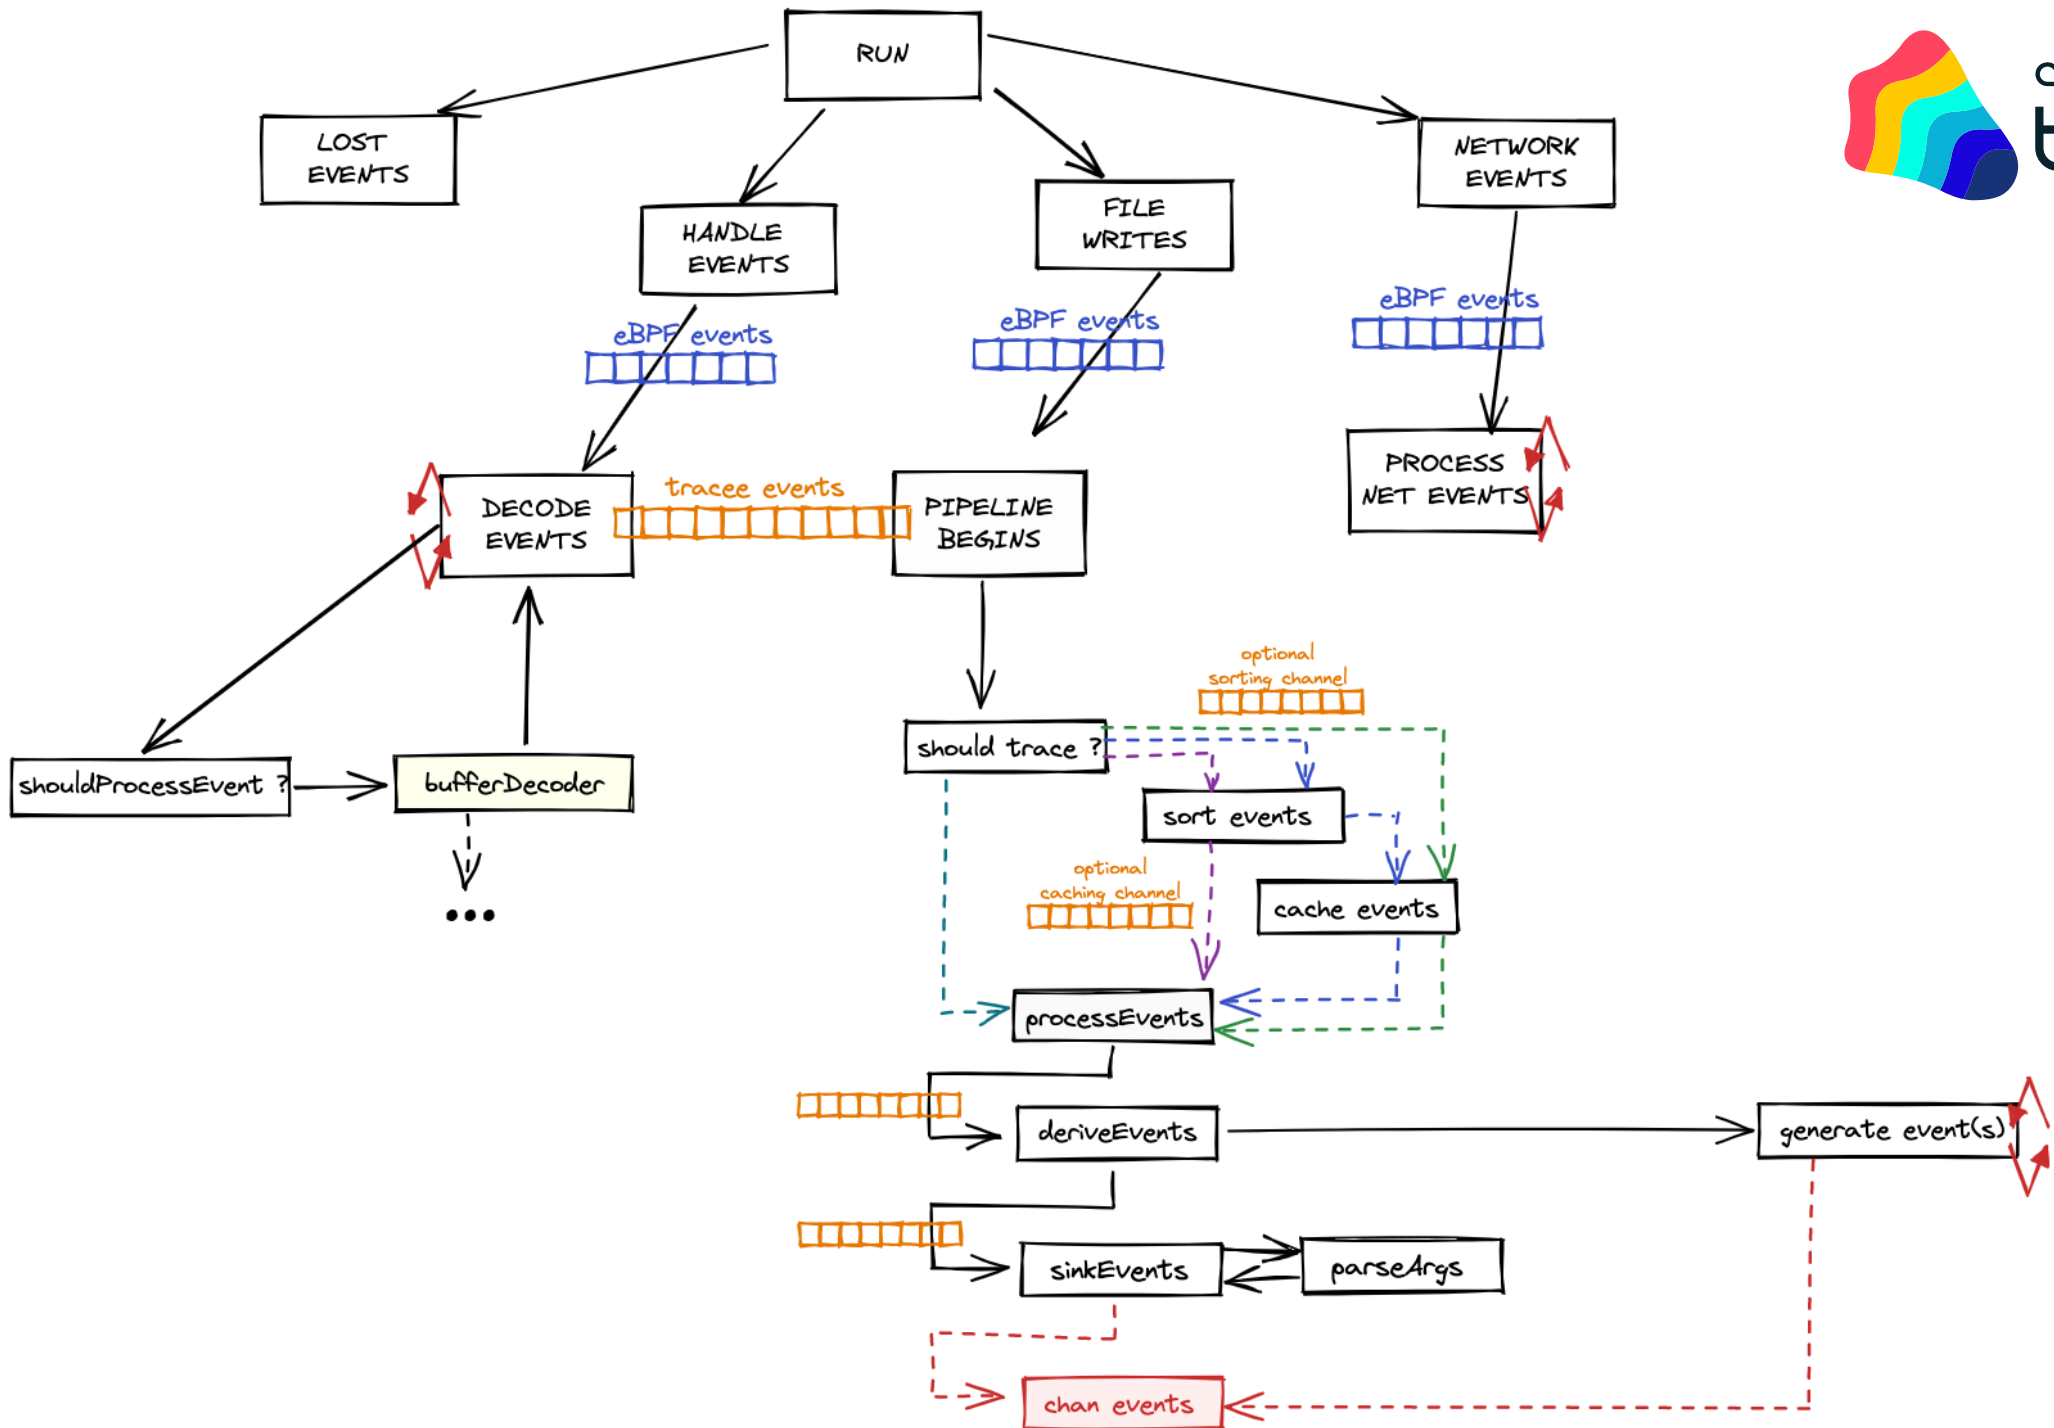 RUN
LOST
EVENTS
NETWORK
EVENTS
HANDLE
EVENTS
FILE
WRITES
eBPF events
eBPF events
eBPF events
DECODE
EVENTS
tracee events
PIPELINE
BEGINS
PROCESS
NET EVENTS
shouldProcessEvent ?
bufferDecoder
...
should trace ?
optional
sorting channel
sort events
optional
caching channel
cache events
processEvents
deriveEvents
generate event(s)
sinkEvents
parseArgs
chan events